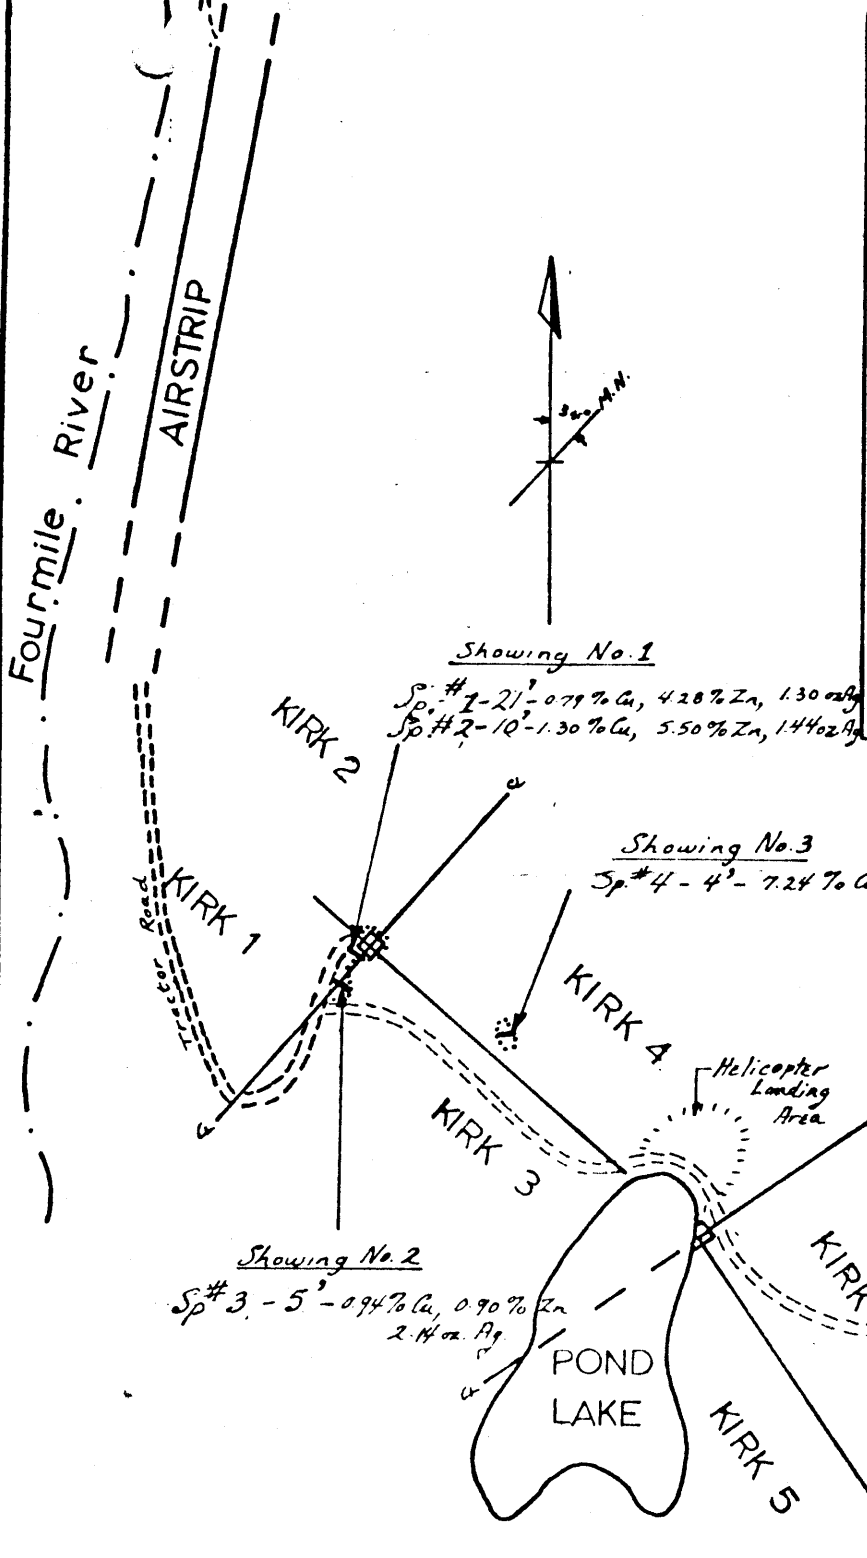 AIRSTRIP
Fourmile River
M.N.
Showing No.1
Sp. #1-21'-0.79 % Cu, 4.28% Zn, 1.30 oz Ag
Sp. #2-10'-1.30 % Cu, 5.50 % Zn, 1.44 oz Ag
KIRK 2
Showing No.3
Sp. #4 - 4' - 7.24 %
KIRK 1
Tractor Road
KIRK 4
Helicopter
Landing
Area
KIRK 3
KIRK
Showing No. 2
Sp #3 - 5' - 0.94% Cu, 0.90 % Zn
2.14 oz. Ag
POND
LAKE
KIRK 5